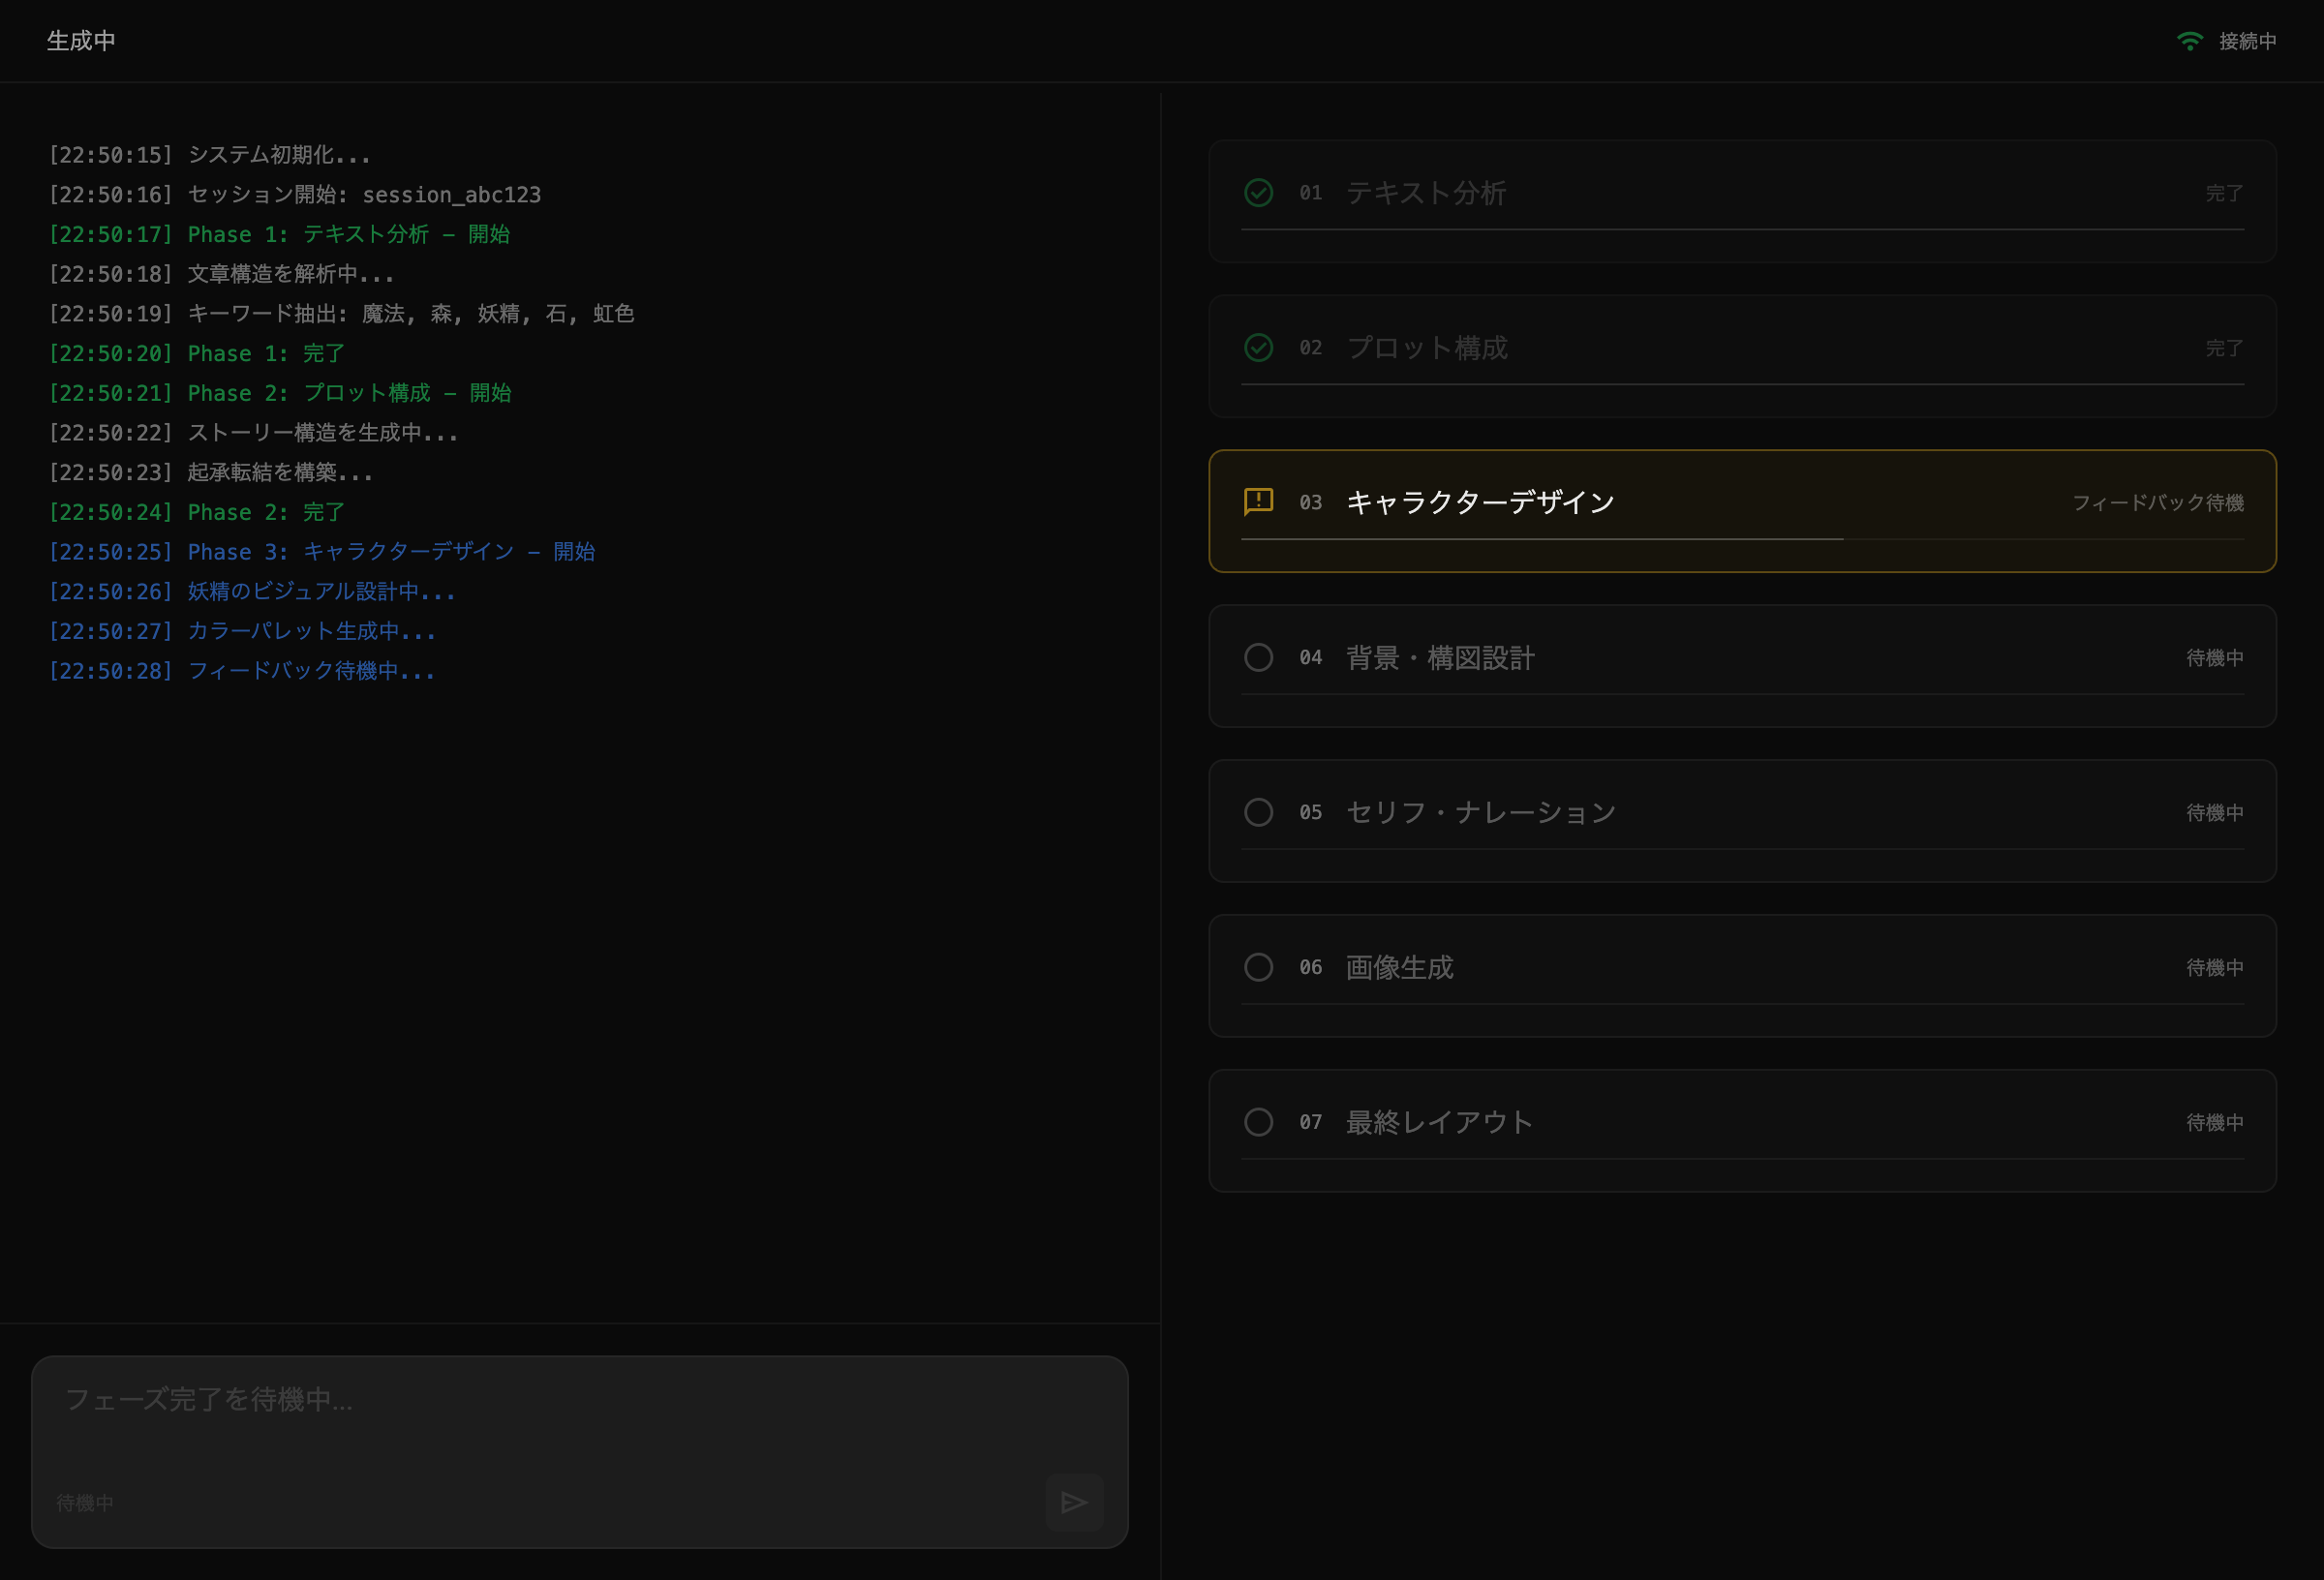 生成中
接続中
[22:50:15] システム初期化...
[22:50:16] セッション開始: session_abc123
[22:50:17] Phase 1: テキスト分析 – 開始
[22:50:18] 文章構造を解析中...
[22:50:19] キーワード抽出: 魔法, 森, 妖精, 石, 虹色
[22:50:20] Phase 1: 完了
[22:50:21] Phase 2: プロット構成 – 開始
[22:50:22] ストーリー構造を生成中...
[22:50:23] 起承転結を構築...
[22:50:24] Phase 2: 完了
[22:50:25] Phase 3: キャラクターデザイン – 開始
[22:50:26] 妖精のビジュアル設計中...
[22:50:27] カラーパレット生成中...
[22:50:28] フィードバック待機中...
フェーズ完了を待機中...
待機中
01 テキスト分析 完了
02 プロット構成 完了
03 キャラクターデザイン フィードバック待機
04 背景・構図設計 待機中
05 セリフ・ナレーション 待機中
06 画像生成 待機中
07 最終レイアウト 待機中